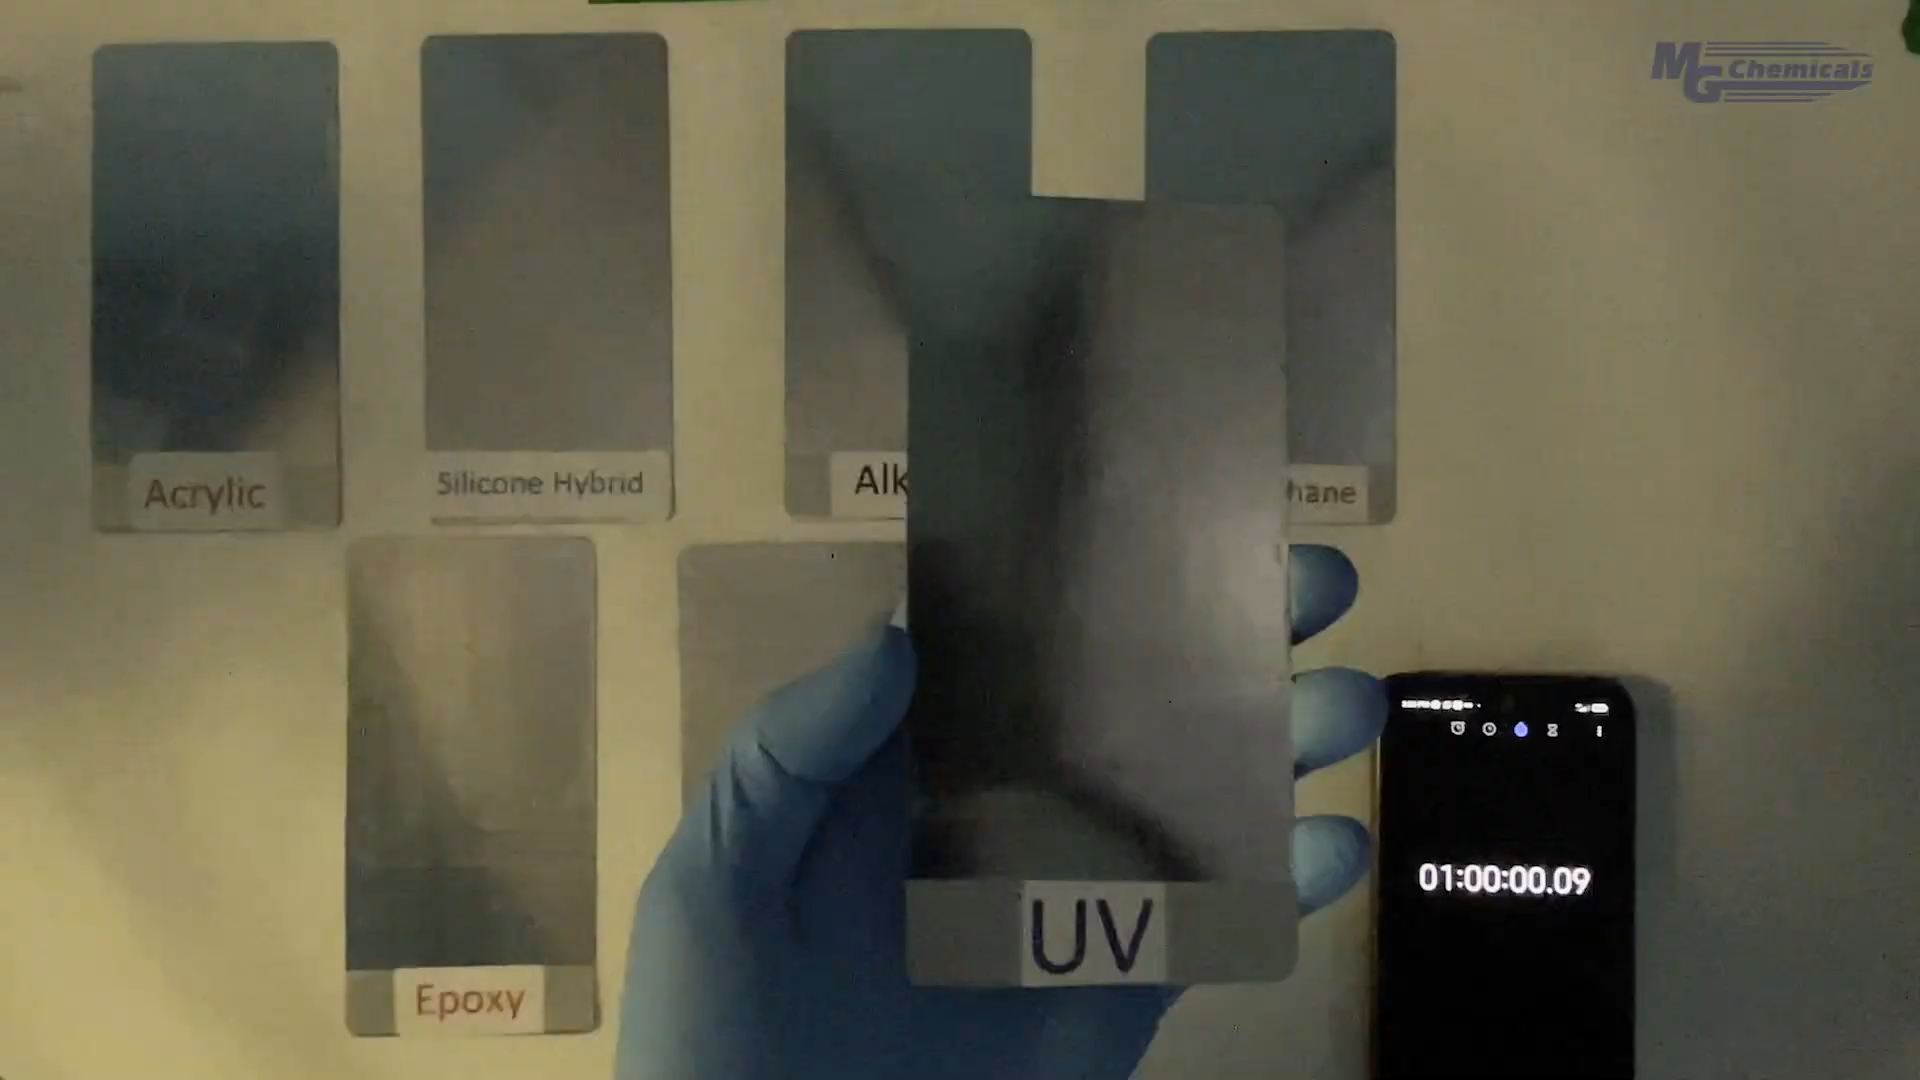 MG Chemicals
Acrylic
Silicone Hybrid
Alk
hane
Epoxy
UV
01:00:00.09